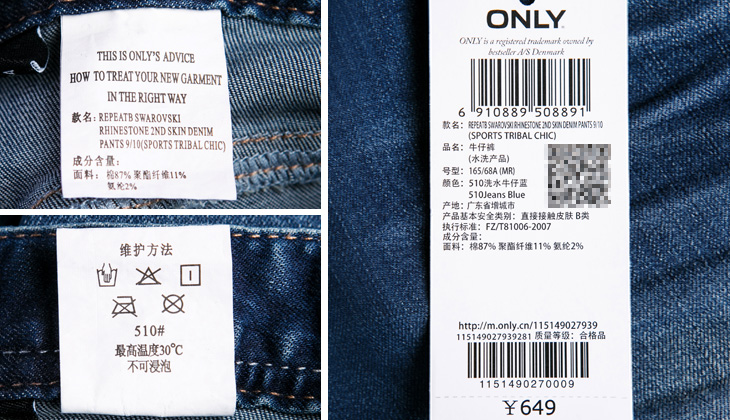 THIS IS ONLY'S ADVICE
HOW TO TREAT YOUR NEW GARMENT
IN THE RIGHT WAY
款名: REPEATB SWAROVSKI
RHINESTONE 2ND SKIN DENIM
PANTS 9/10(SPORTS TRIBAL CHIC)
成分含量:
面料: 棉87% 聚酯纤维11%
氨纶2%
维护方法
510#
最高温度30℃
不可浸泡
ONLY
ONLY is a registered trademark owned by
bestseller A/S Denmark
6 910889 508891
款名: REPEATB SWAROVSKI RHINESTONE 2ND SKIN DENIM PANTS 9/10
(SPORTS TRIBAL CHIC)
品名: 牛仔裤
(水洗产品)
号型: 165/68A (MR)
颜色: 510洗水牛仔蓝
510Jeans Blue
产地: 广东省增城市
产品基本安全类别: 直接接触皮肤 B类
执行标准: FZ/T81006-2007
成分含量:
面料: 棉87% 聚酯纤维11% 氨纶2%
http://m.only.cn/115149027939
115149027939281 质量等级: 合格品
1151490270009
¥649